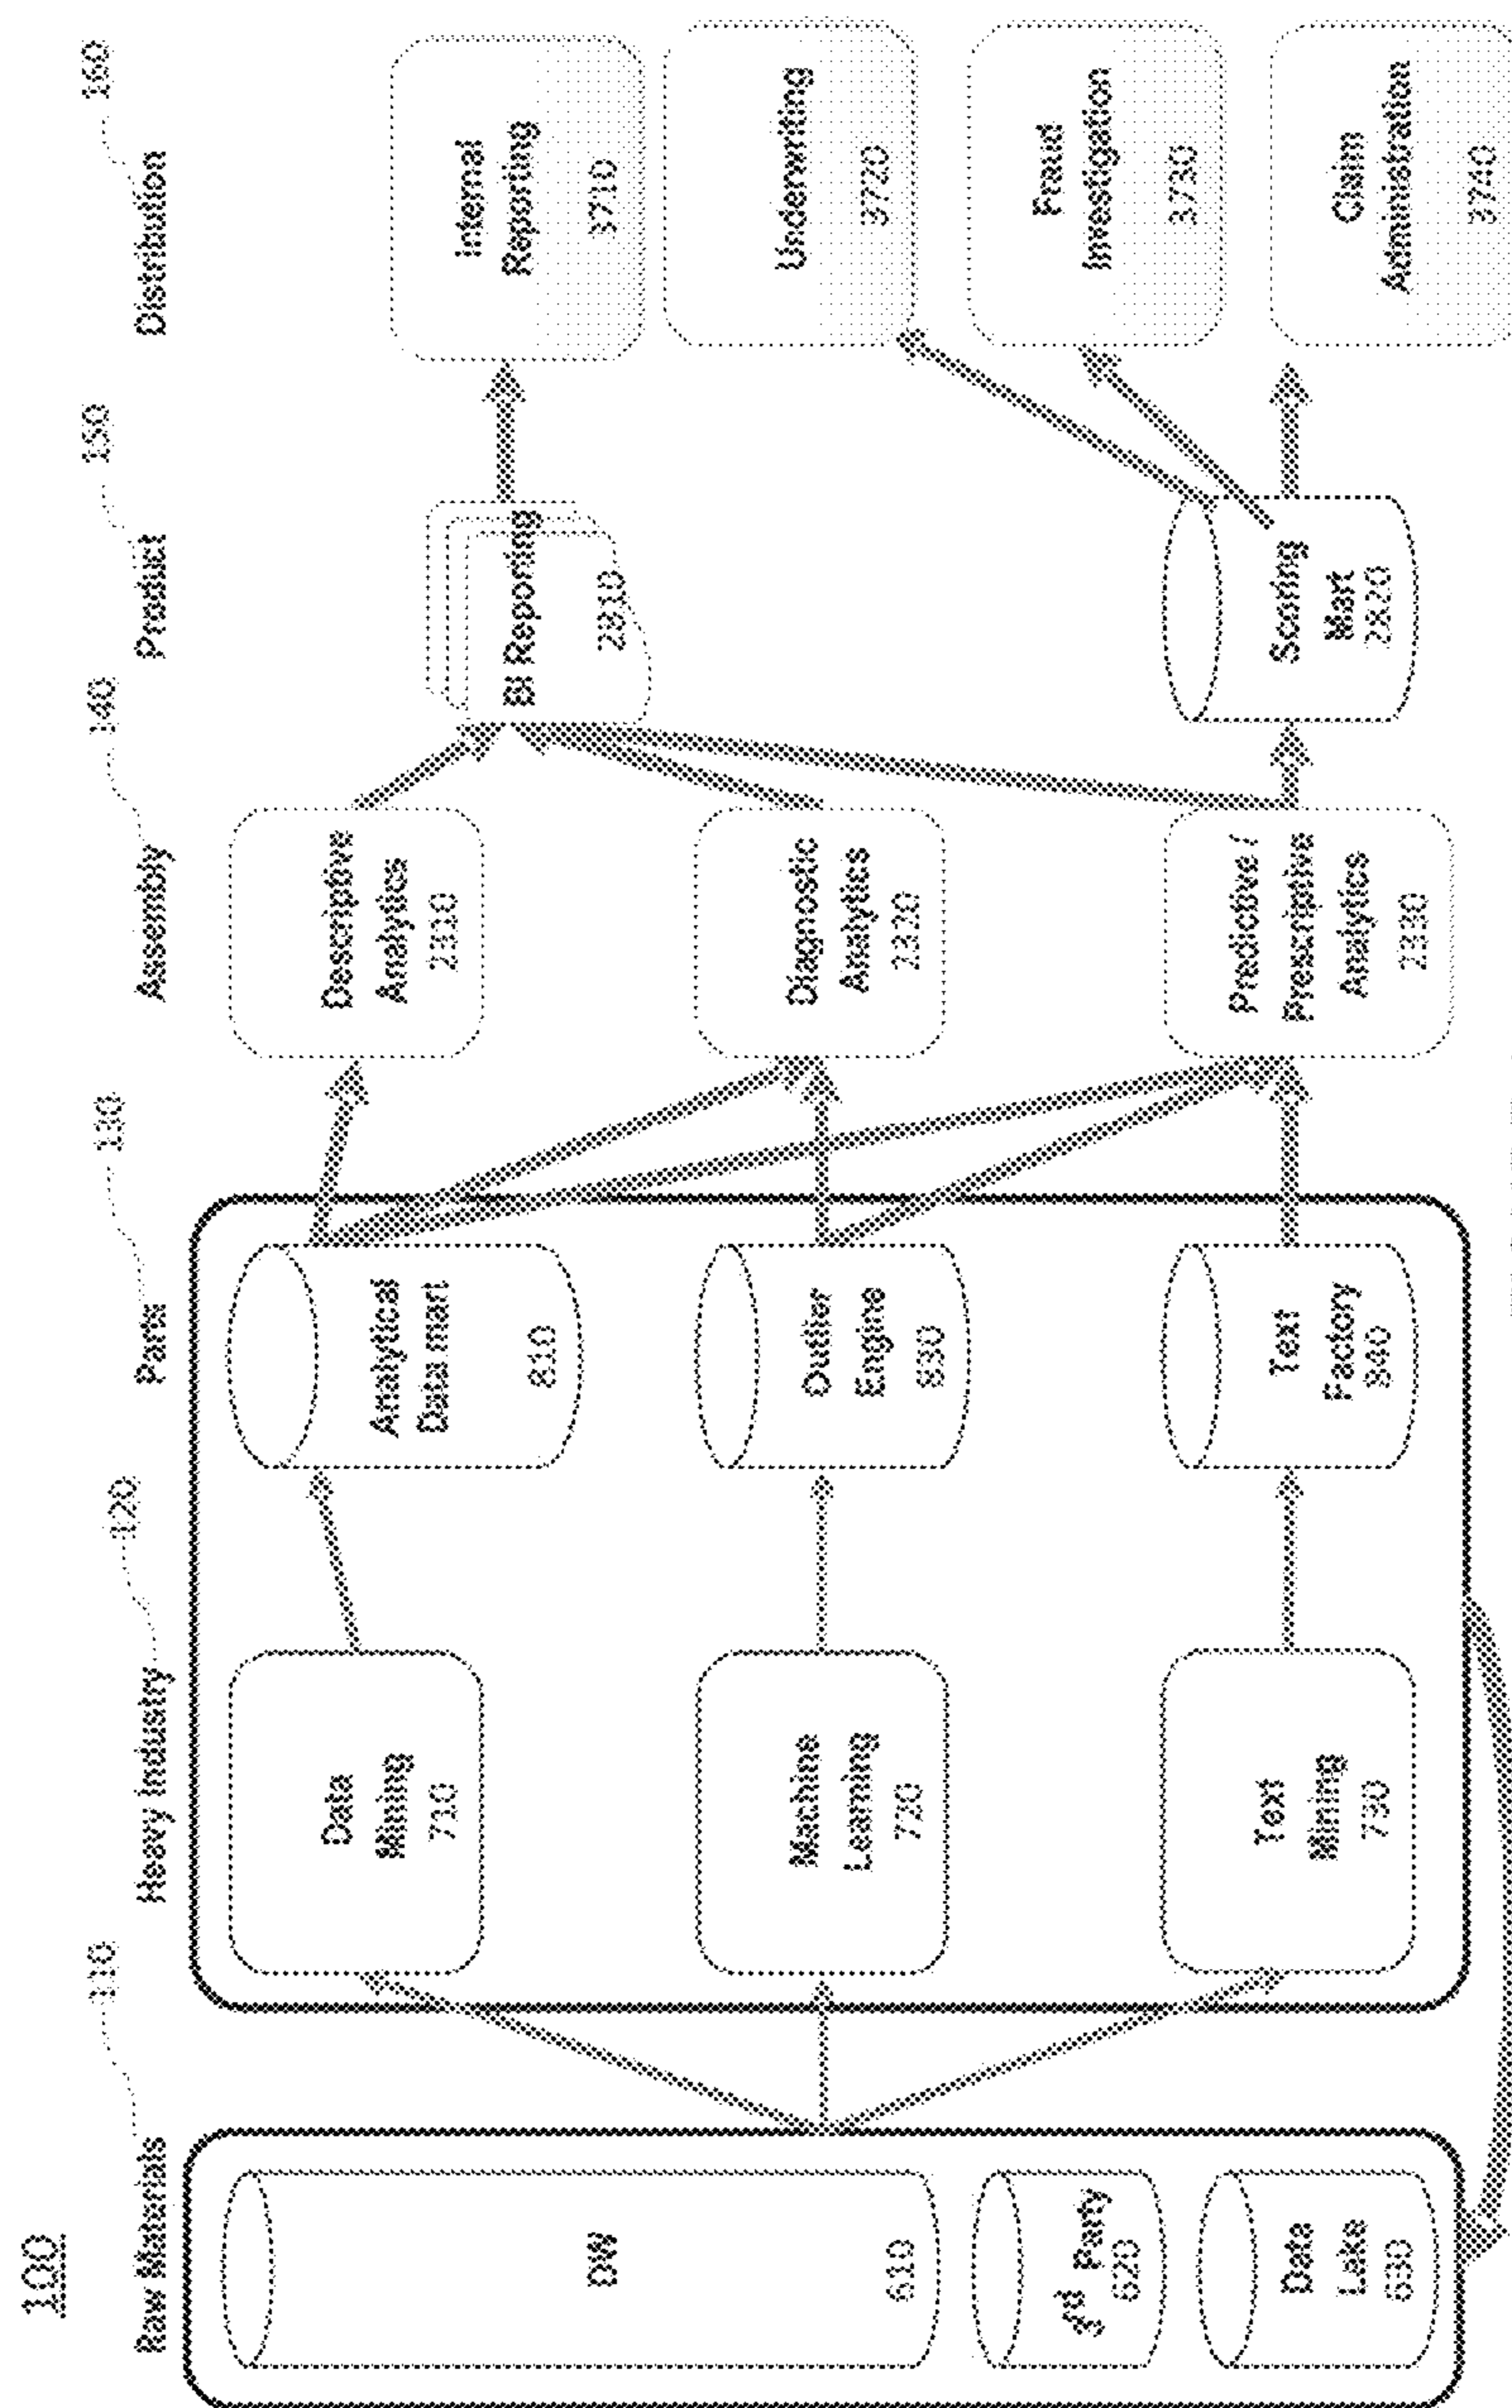 100
Raw Materials
110
Heavy Industry
120
Parts
130
Assembly
140
Product
150
Distribution
160
DW
610
3rd Party
620
Data
Lake
630
Data
Mining
710
Machine
Learning
720
Text
Mining
730
Analytical
Data mart
810
Outlier
Engine
830
Text
Factory
840
Descriptive
Analytics
2310
Diagnostic
Analytics
2320
Predictive /
Prescriptive
Analytics
2330
BI Reporting
2810
Scoring
Mart
2820
Internal
Reporting
3710
Underwriting
3720
Fraud
Investigation
3730
Claim
Administration
3740